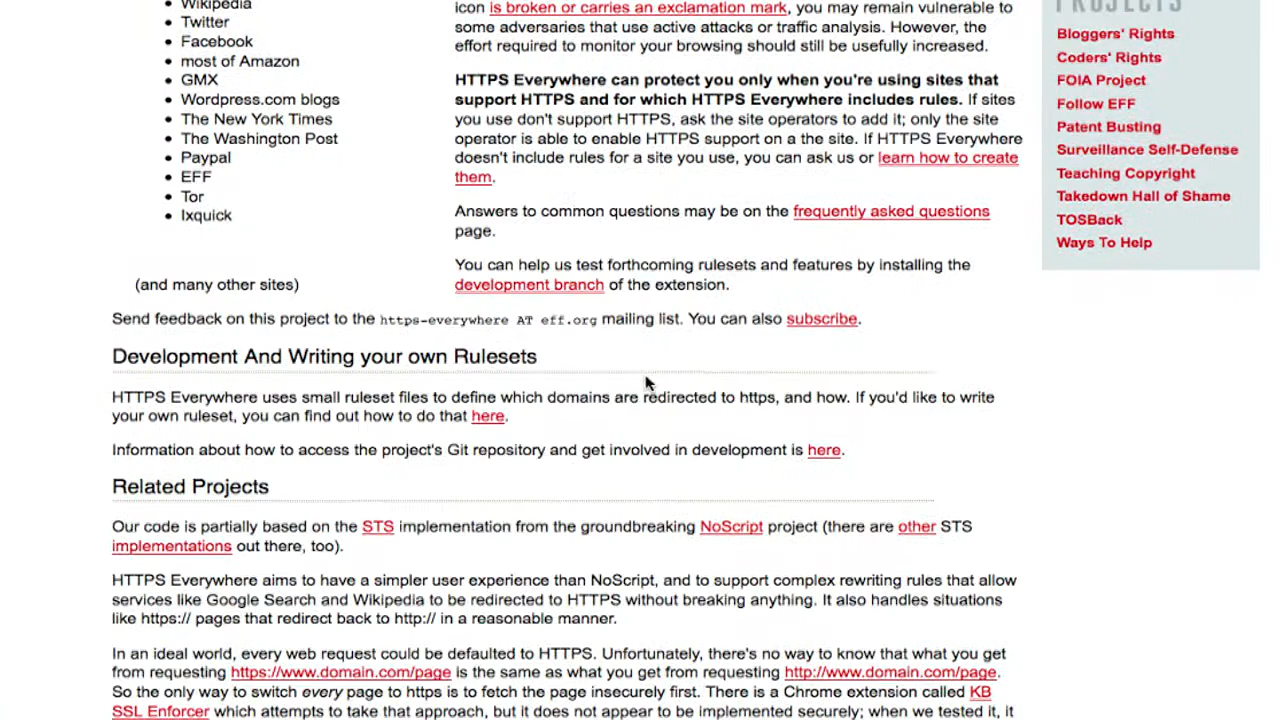 Wikipedia
Twitter
Facebook
most of Amazon
GMX
Wordpress.com blogs
The New York Times
The Washington Post
Paypal
EFF
Tor
Ixquick
(and many other sites)
icon is broken or carries an exclamation mark, you may remain vulnerable to
some adversaries that use active attacks or traffic analysis. However, the
effort required to monitor your browsing should still be usefully increased.
HTTPS Everywhere can protect you only when you're using sites that
support HTTPS and for which HTTPS Everywhere includes rules. If sites
you use don't support HTTPS, ask the site operators to add it; only the site
operator is able to enable HTTPS support on a the site. If HTTPS Everywhere
doesn't include rules for a site you use, you can ask us or learn how to create
them.
Answers to common questions may be on the frequently asked questions
page.
You can help us test forthcoming rulesets and features by installing the
development branch of the extension.
Send feedback on this project to the https-everywhere AT eff.org mailing list. You can also subscribe.
Development And Writing your own Rulesets
HTTPS Everywhere uses small ruleset files to define which domains are redirected to https, and how. If you'd like to write
your own ruleset, you can find out how to do that here.
Information about how to access the project's Git repository and get involved in development is here.
Related Projects
Our code is partially based on the STS implementation from the groundbreaking NoScript project (there are other STS
implementations out there, too).
HTTPS Everywhere aims to have a simpler user experience than NoScript, and to support complex rewriting rules that allow
services like Google Search and Wikipedia to be redirected to HTTPS without breaking anything. It also handles situations
like https:// pages that redirect back to http:// in a reasonable manner.
In an ideal world, every web request could be defaulted to HTTPS. Unfortunately, there's no way to know that what you get
from requesting https://www.domain.com/page is the same as what you get from requesting http://www.domain.com/page.
So the only way to switch every page to https is to fetch the page insecurely first. There is a Chrome extension called KB
SSL Enforcer which attempts to take that approach, but it does not appear to be implemented securely; when we tested it, it
PROJECTS
Bloggers' Rights
Coders' Rights
FOIA Project
Follow EFF
Patent Busting
Surveillance Self-Defense
Teaching Copyright
Takedown Hall of Shame
TOSBack
Ways To Help